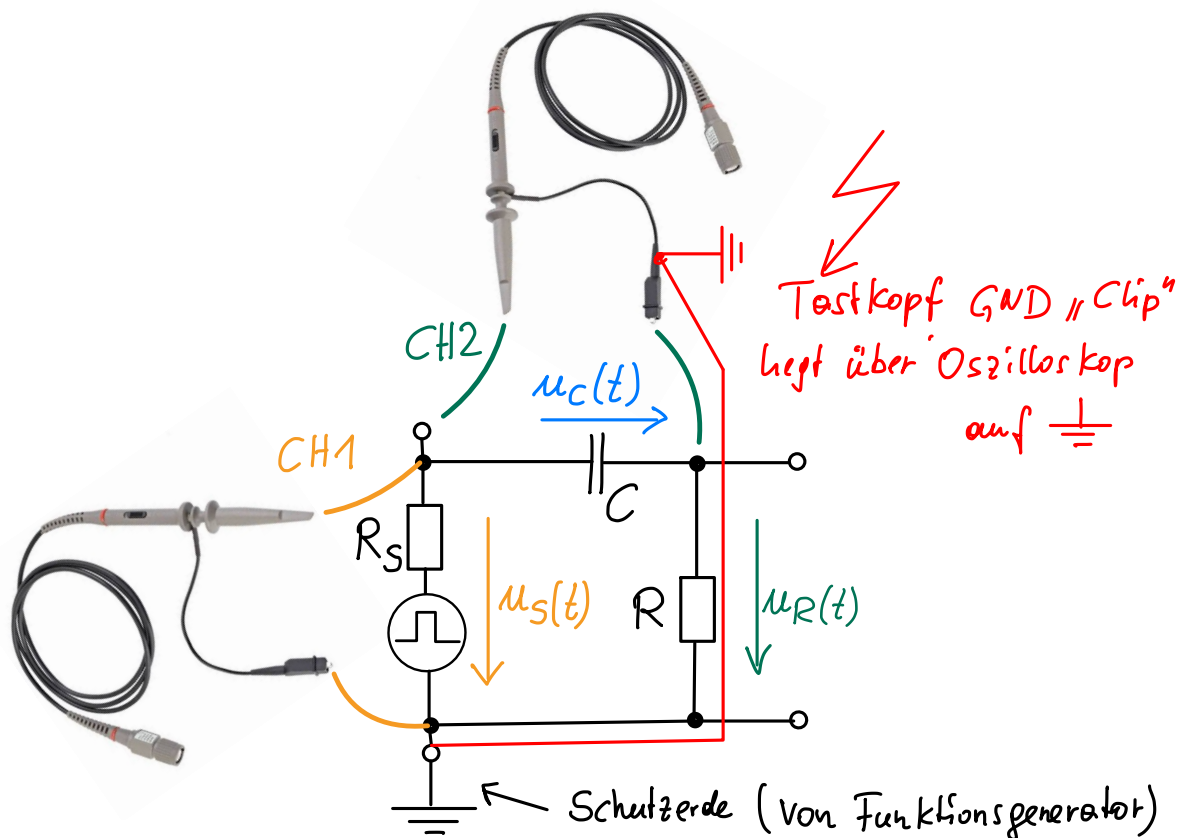 Tastkopf GND „Clip"
liegt über Oszilloskop
auf
CH2
u_C(t)
CH1
C
R_S
u_S(t)
R
u_R(t)
Schutzerde (von Funktionsgenerator)